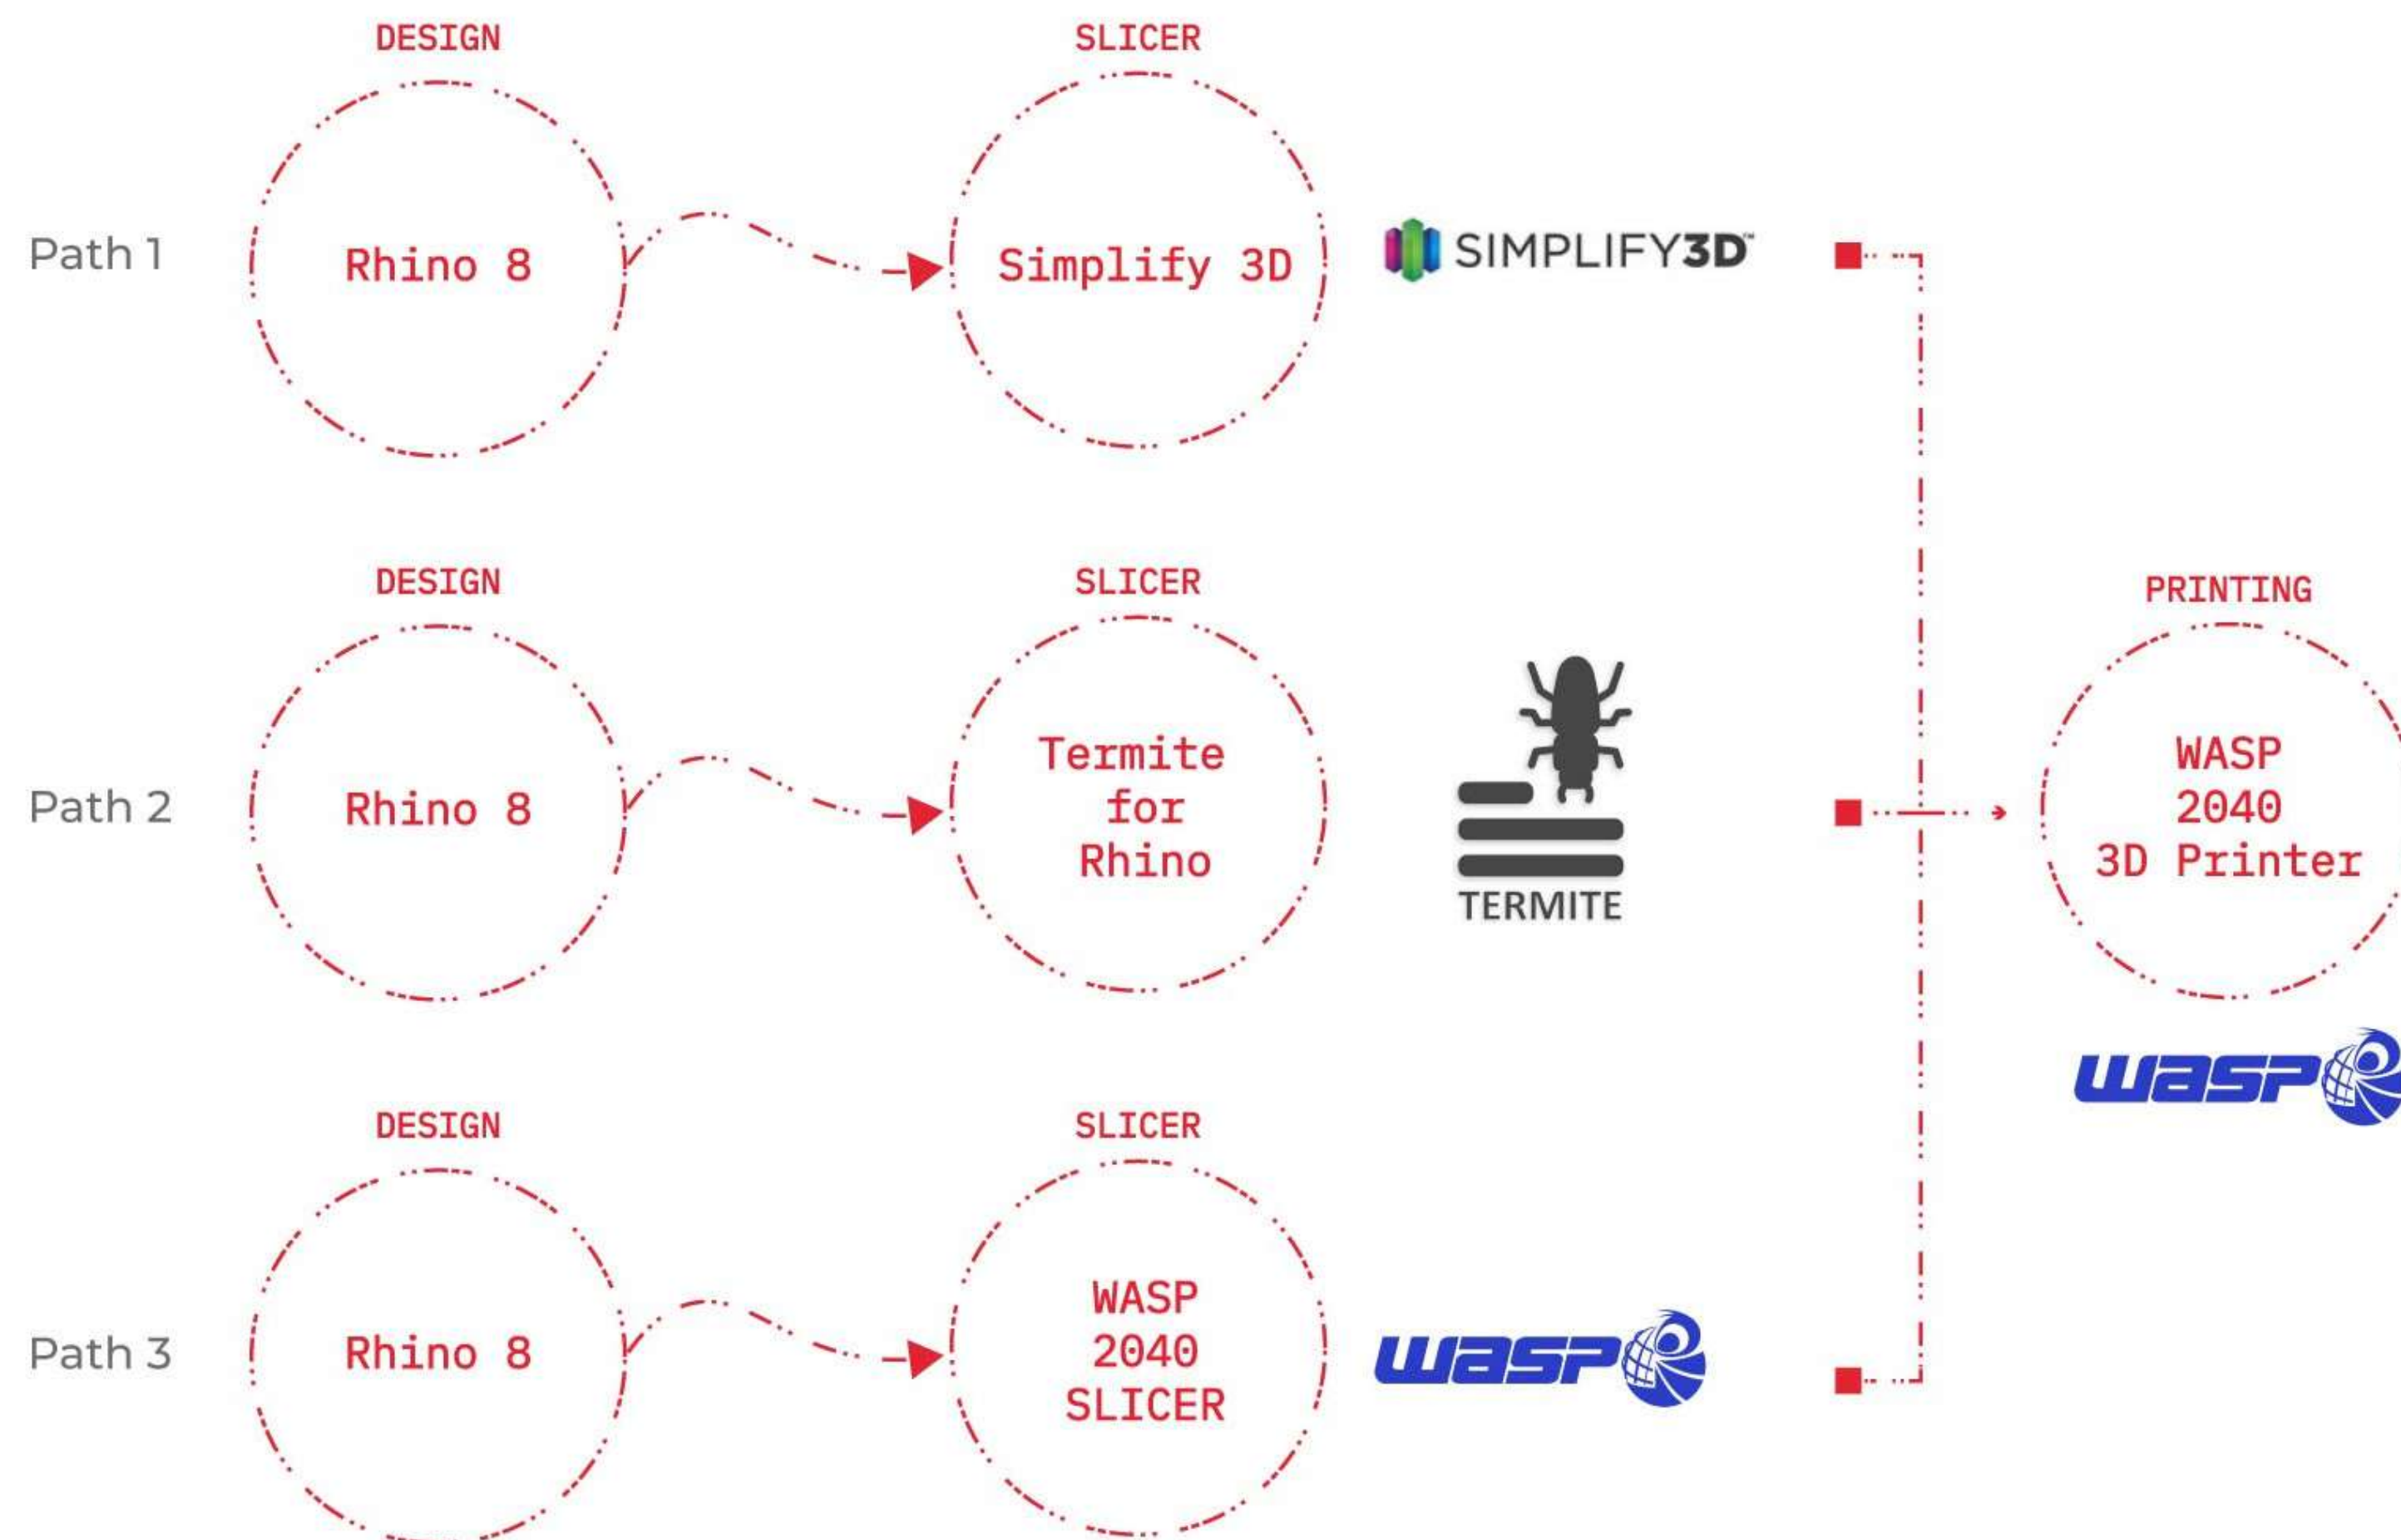 DESIGN
SLICER
Path 1
Rhino 8
Simplify 3D
SIMPLIFY3D™
DESIGN
SLICER
PRINTING
Path 2
Rhino 8
Termite
for
Rhino
TERMITE
WASP
2040
3D Printer
wasp
DESIGN
SLICER
Path 3
Rhino 8
WASP
2040
SLICER
wasp